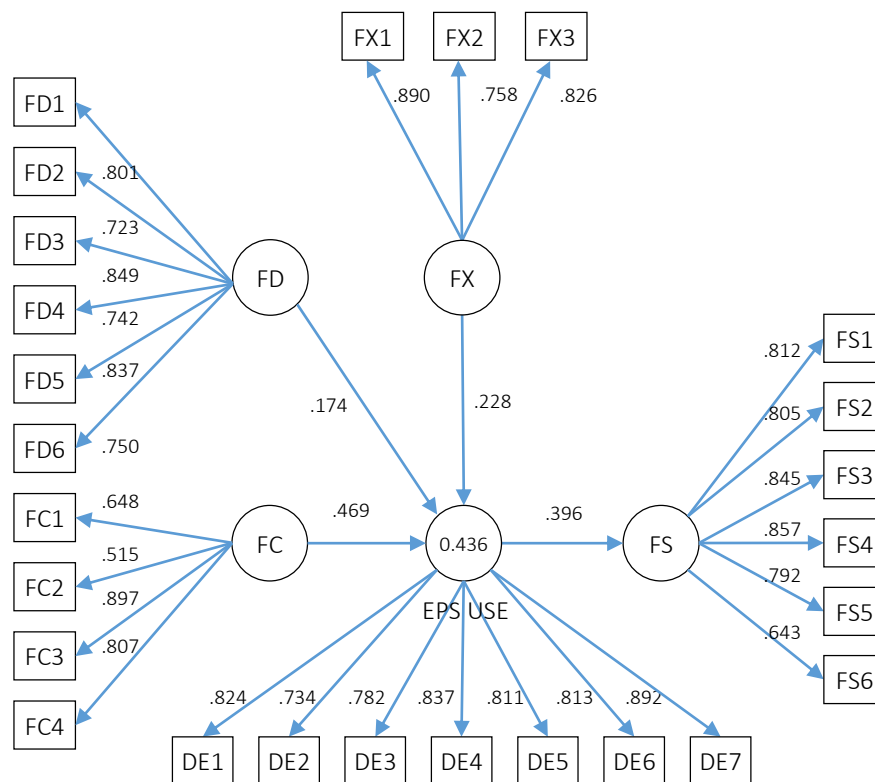 FX1 FX2 FX3
.890 .758 .826
FD1
FD2 .801
FD3 .723
FD4 .849
.742
FD5 .837
FD6 .750
FD
FX
.174
.228
FC1 .648
FC2 .515
FC3 .897
.807
FC4
FC
.469
0.436
EPS USE
.396
FS
.812 FS1
.805 FS2
.845 FS3
.857 FS4
.792 FS5
.643 FS6
.824 .734 .782 .837 .811 .813 .892
DE1 DE2 DE3 DE4 DE5 DE6 DE7